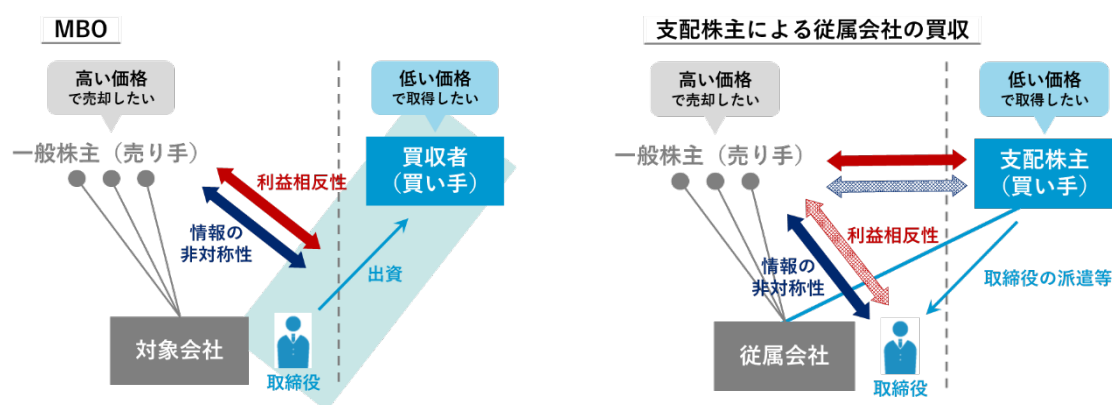 MBO
高い価格
で売却したい
低い価格
で取得したい
一般株主（売り手）
買収者
（買い手）
利益相反性
情報の
非対称性
出資
対象会社
取締役
支配株主による従属会社の買収
高い価格
で売却したい
低い価格
で取得したい
一般株主（売り手）
支配株主
（買い手）
利益相反性
情報の
非対称性
取締役の派遣等
従属会社
取締役